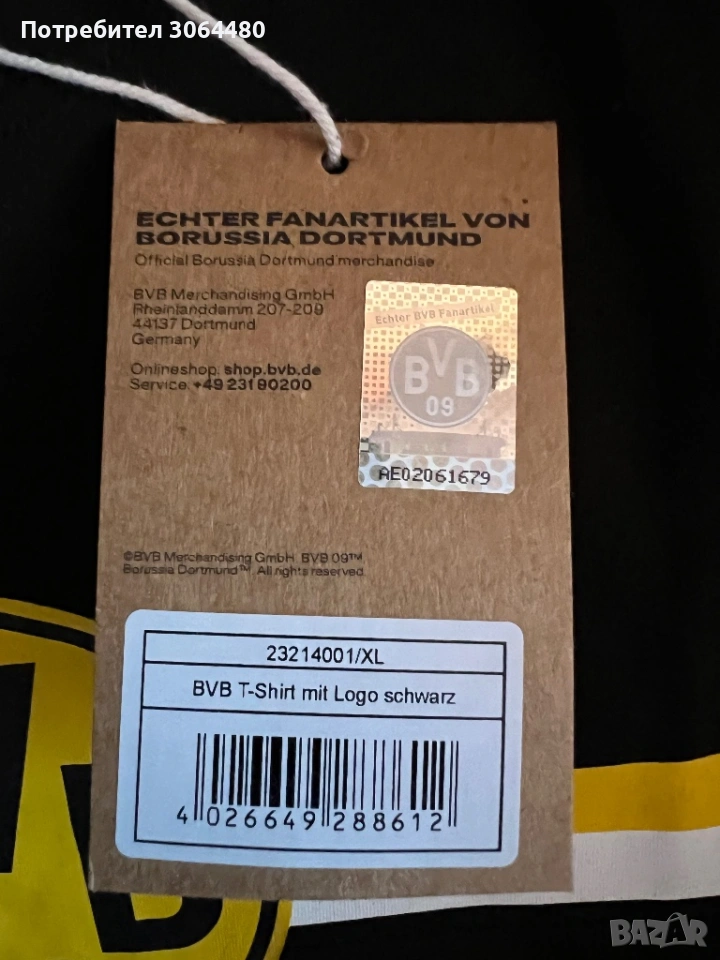 Потребител 3064480
ECHTER FANARTIKEL VON
BORUSSIA DORTMUND
Official Borussia Dortmund merchandise
BVB Merchandising GmbH
Rheinlanddamm 207-209
44137 Dortmund
Germany
Onlineshop: shop.bvb.de
Service: +49 231 90200
Echter BVB Fanartikel
BVB
09
AE02061679
©BVB Merchandising GmbH. BVB 09™
Borussia Dortmund™. All rights reserved.
23214001/XL
BVB T-Shirt mit Logo schwarz
4 026649 288612
B
BAZAR